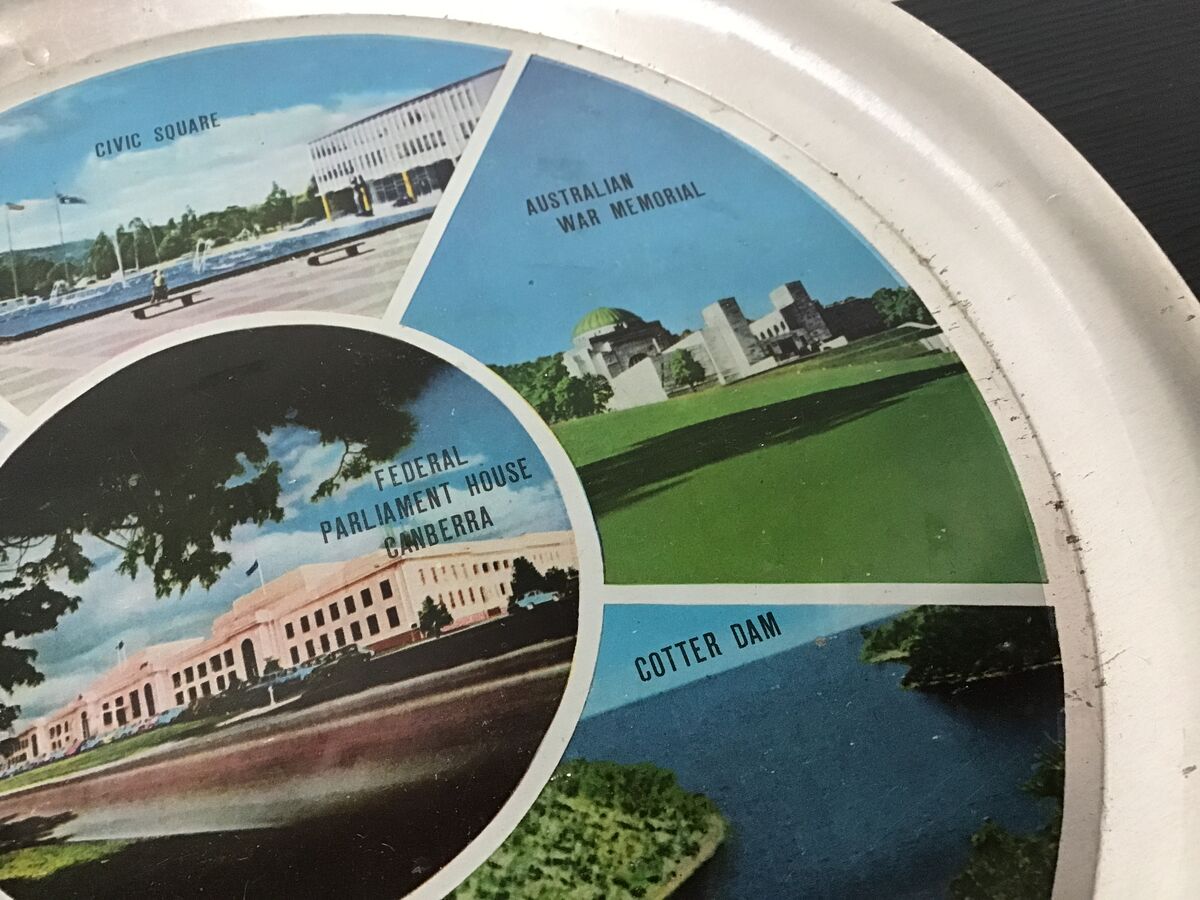 CIVIC SQUARE
AUSTRALIAN
WAR MEMORIAL
FEDERAL
PARLIAMENT HOUSE
CANBERRA
COTTER DAM